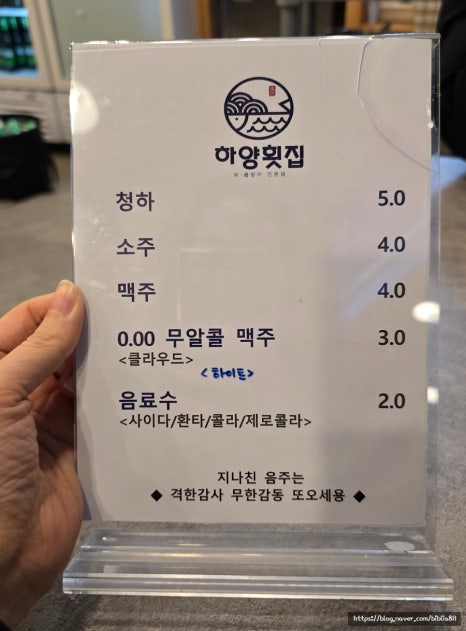 하양횟집
청하 5.0
소주 4.0
맥주 4.0
0.00 무알콜 맥주 3.0
<클라우드>
<하이트>
음료수 2.0
<사이다/환타/콜라/제로콜라>
지나친 음주는
◆ 격한감사 무한감동 또오세용 ◆
https://blog.naver.com/biblia811